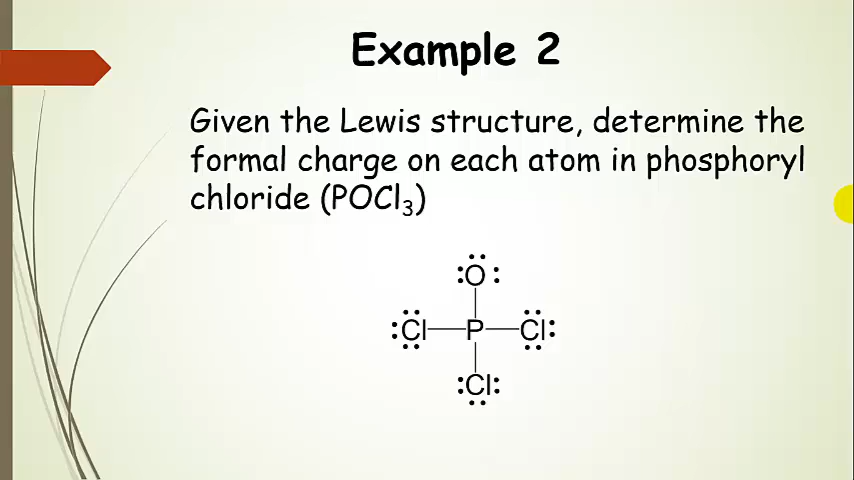 Example 2
Given the Lewis structure, determine the
formal charge on each atom in phosphoryl
chloride (POCl₃)
:Ö:
:Cl—P—Cl:
:Cl: